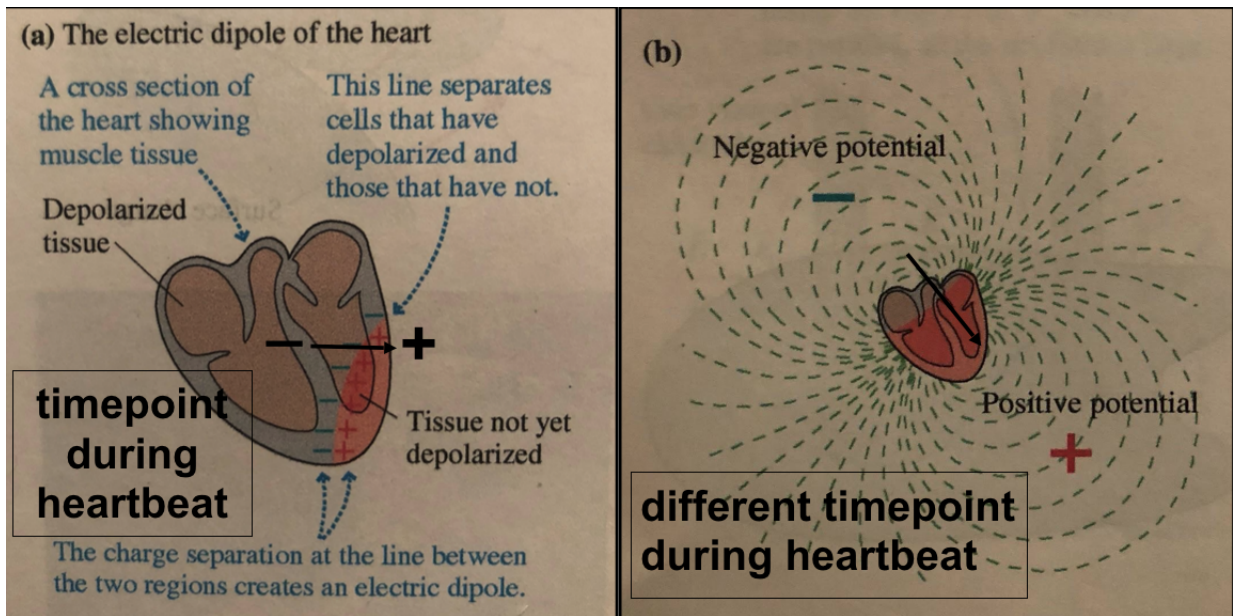 (a) The electric dipole of the heart
A cross section of
the heart showing
muscle tissue
This line separates
cells that have
depolarized and
those that have not.
Depolarized
tissue
− +
Tissue not yet
depolarized
timepoint
during
heartbeat
The charge separation at the line between
the two regions creates an electric dipole.
(b)
Negative potential
−
Positive potential
+
different timepoint
during heartbeat